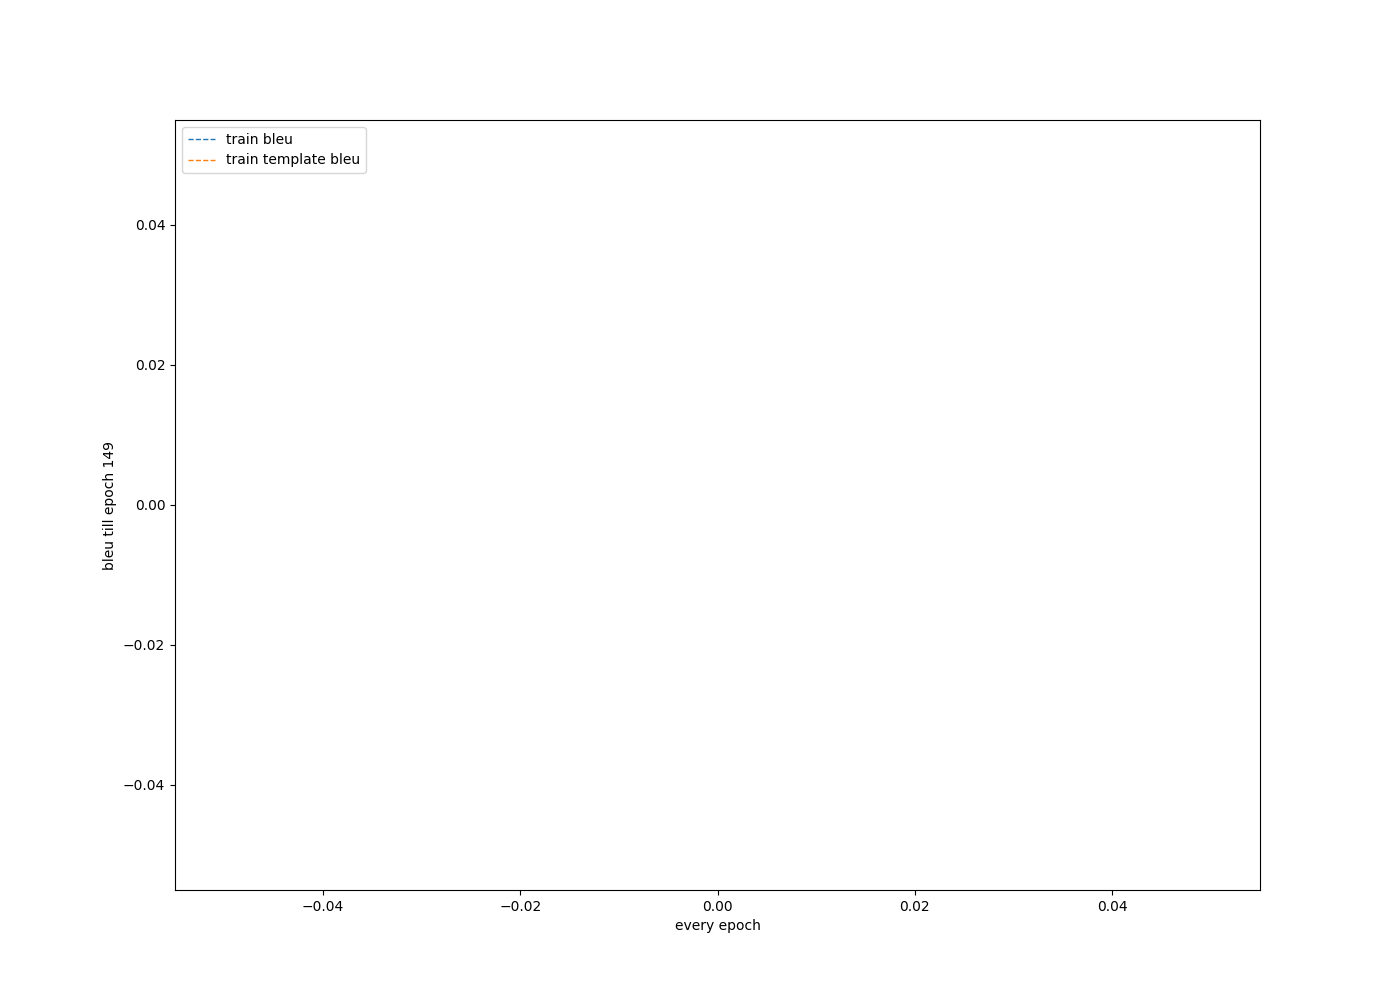 train bleu
train template bleu
0.04
0.02
0.00
−0.02
−0.04
bleu till epoch 149
−0.04 −0.02 0.00 0.02 0.04
every epoch